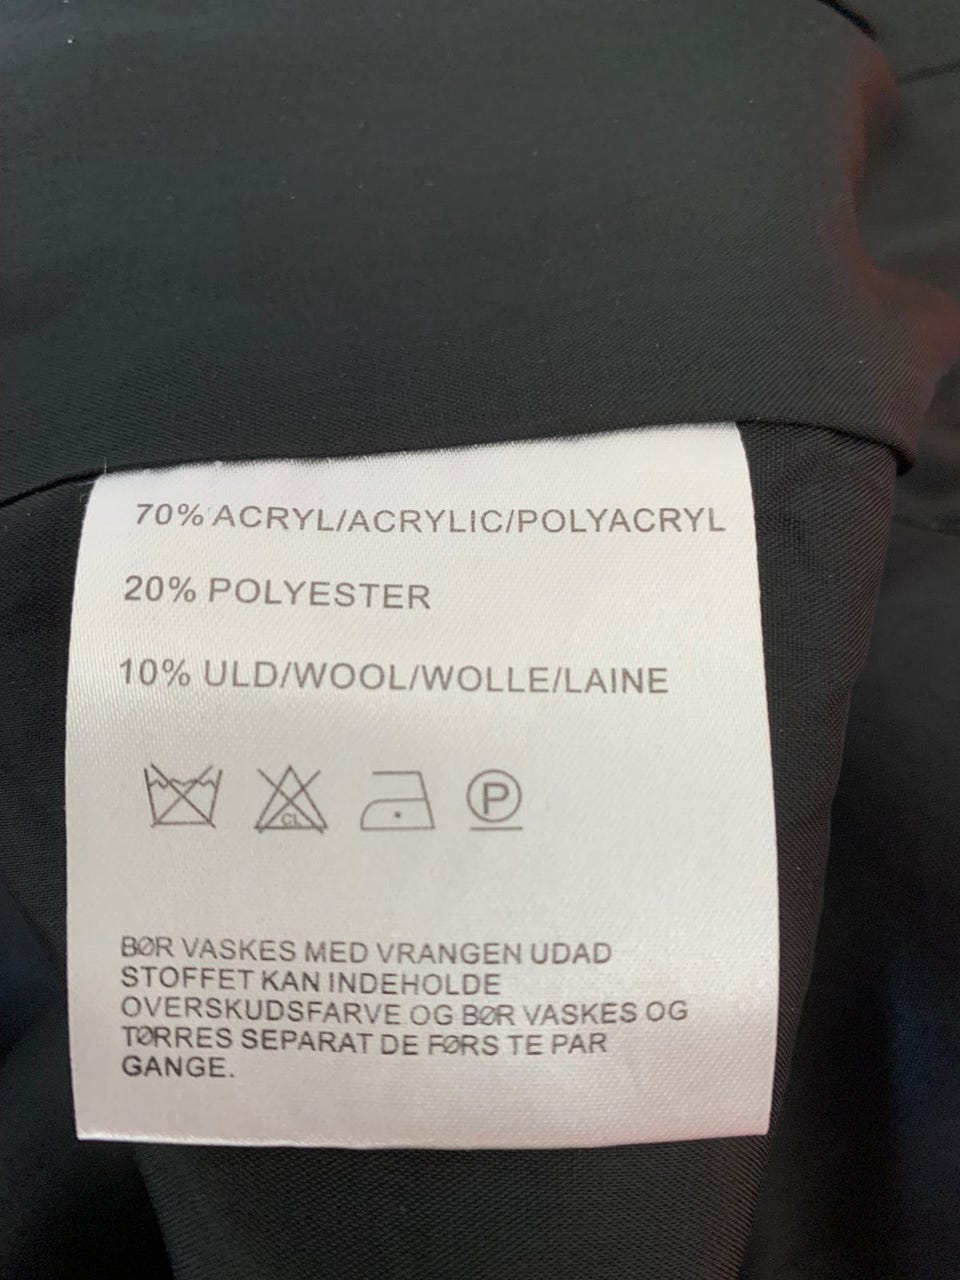 70% ACRYL/ACRYLIC/POLYACRYL
20% POLYESTER
10% ULD/WOOL/WOLLE/LAINE
CL P
BØR VASKES MED VRANGEN UDAD
STOFFET KAN INDEHOLDE
OVERSKUDSFARVE OG BØR VASKES OG
TØRRES SEPARAT DE FØRS TE PAR
GANGE.